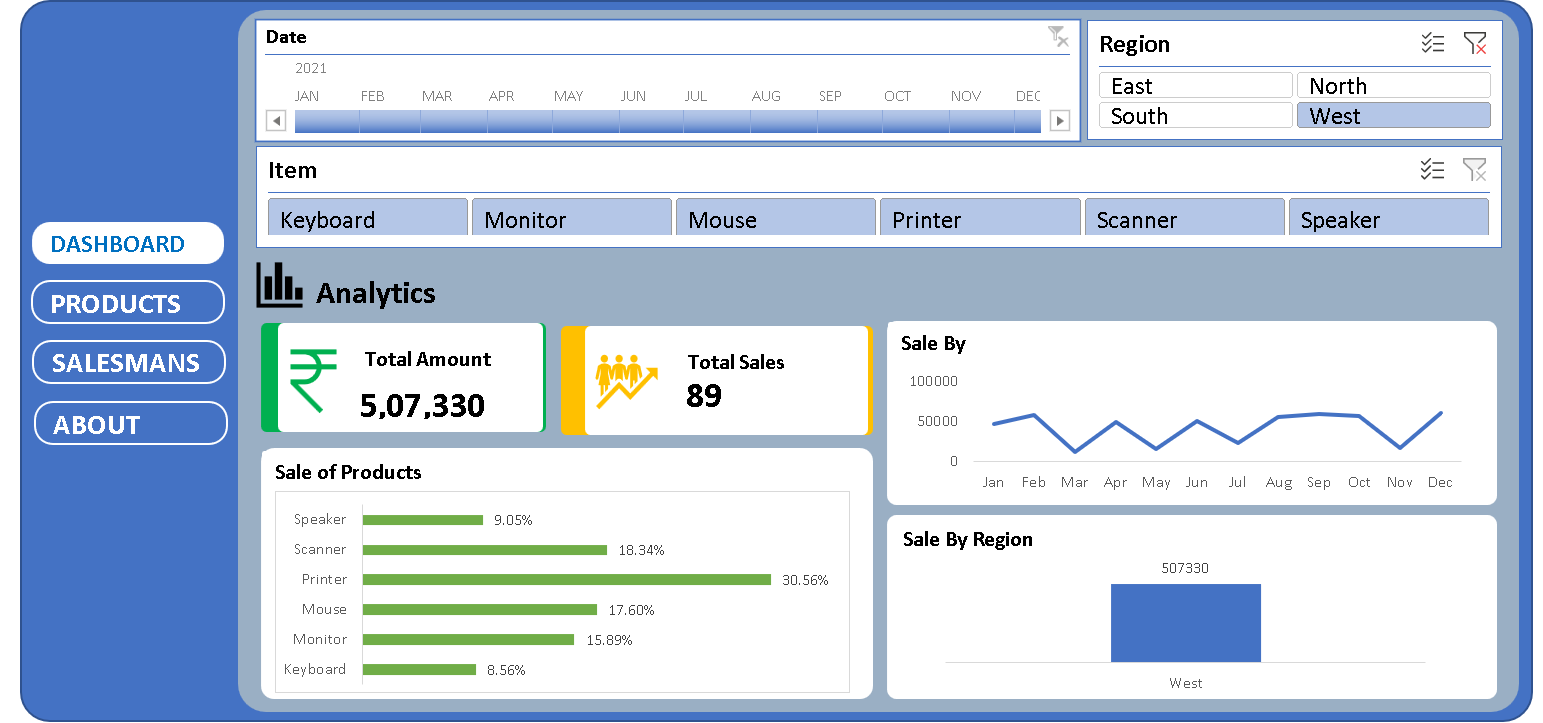 Date
2021
JAN FEB MAR APR MAY JUN JUL AUG SEP OCT NOV DEC
Region
East North
South West
Item
Keyboard Monitor Mouse Printer Scanner Speaker
DASHBOARD
PRODUCTS
SALESMANS
ABOUT
Analytics
Total Amount
5,07,330
Total Sales
89
Sale By
100000
50000
0
Jan Feb Mar Apr May Jun Jul Aug Sep Oct Nov Dec
Sale of Products
Speaker 9.05%
Scanner 18.34%
Printer 30.56%
Mouse 17.60%
Monitor 15.89%
Keyboard 8.56%
Sale By Region
507330
West